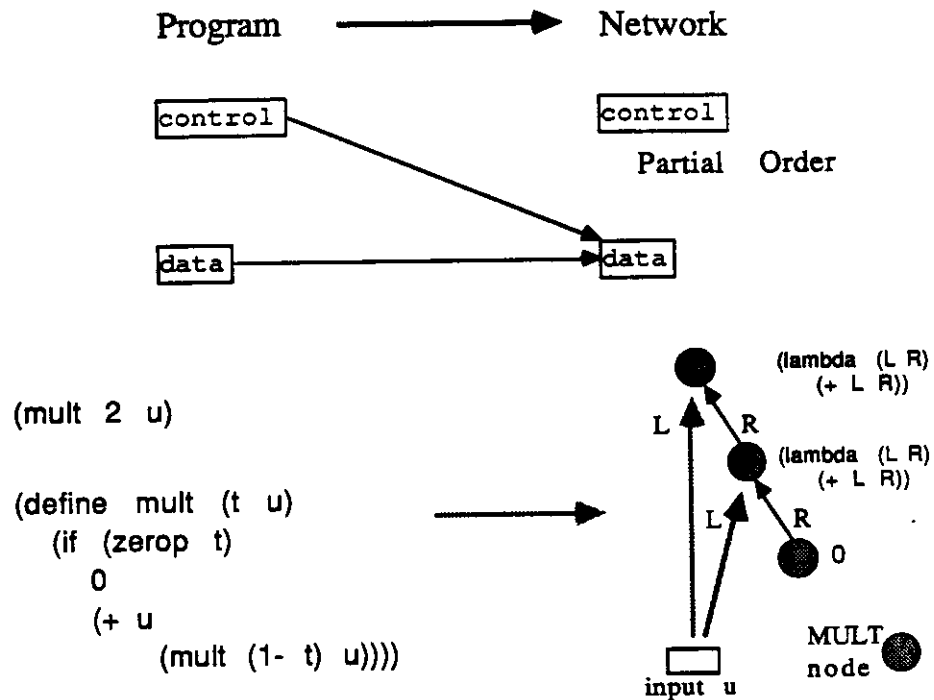 Program Network
control control
Partial Order
data data
(lambda (L R)
(+ L R))
(mult 2 u)
L R
(lambda (L R)
(+ L R))
(define mult (t u)
L R
(if (zerop t)
0 0
(+ u
(mult (1- t) u))))
MULT
node
input u